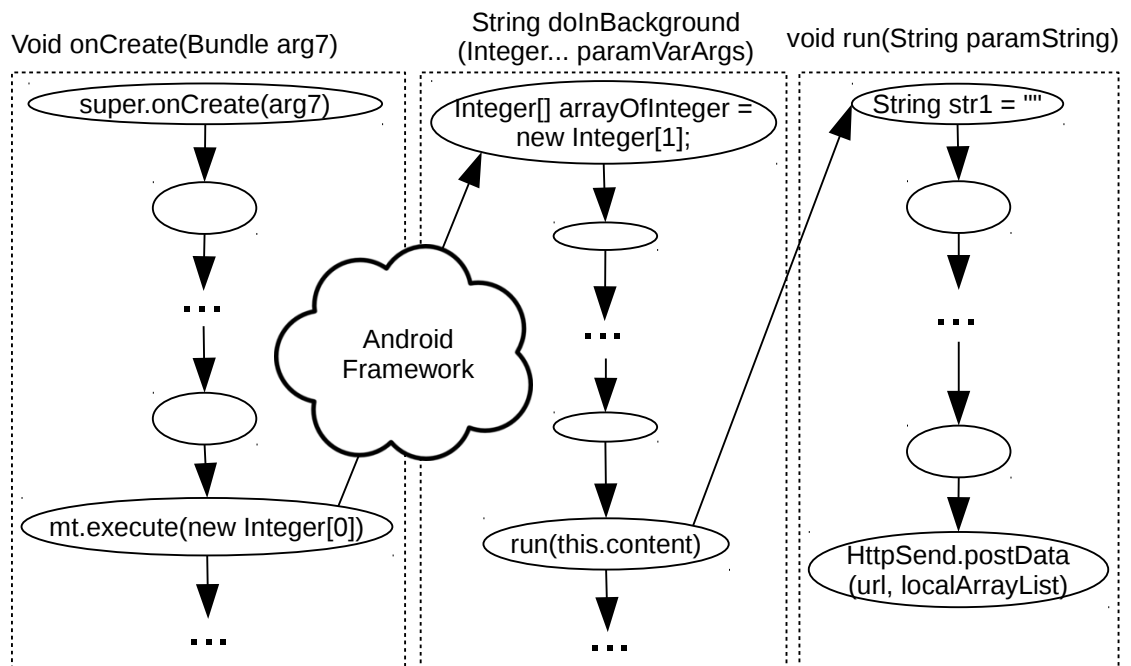 Void onCreate(Bundle arg7)
super.onCreate(arg7)
...
mt.execute(new Integer[0])
...
Android
Framework
String doInBackground
(Integer... paramVarArgs)
Integer[] arrayOfInteger =
new Integer[1];
...
run(this.content)
...
void run(String paramString)
String str1 = ""
...
HttpSend.postData
(url, localArrayList)